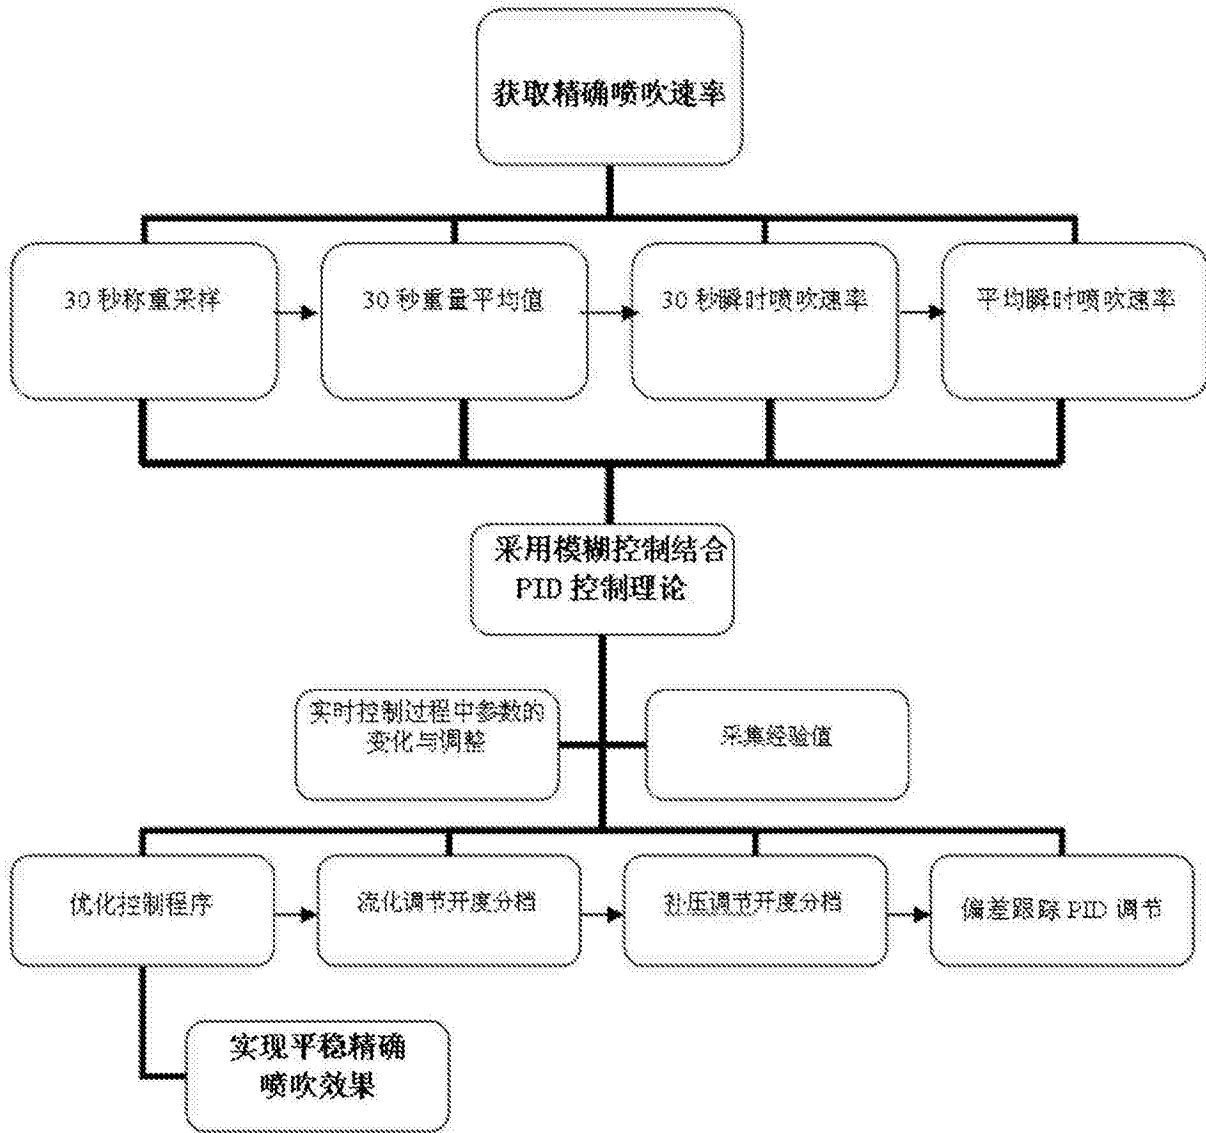 获取精确喷吹速率
30秒称重采样
30秒重量平均值
30秒瞬时喷吹速率
平均瞬时喷吹速率
采用模糊控制结合
PID控制理论
实时控制过程中参数的
变化与调整
采集经验值
优化控制程序
流化调节开度分档
补压调节开度分档
偏差跟踪PID调节
实现平稳精确
喷吹效果